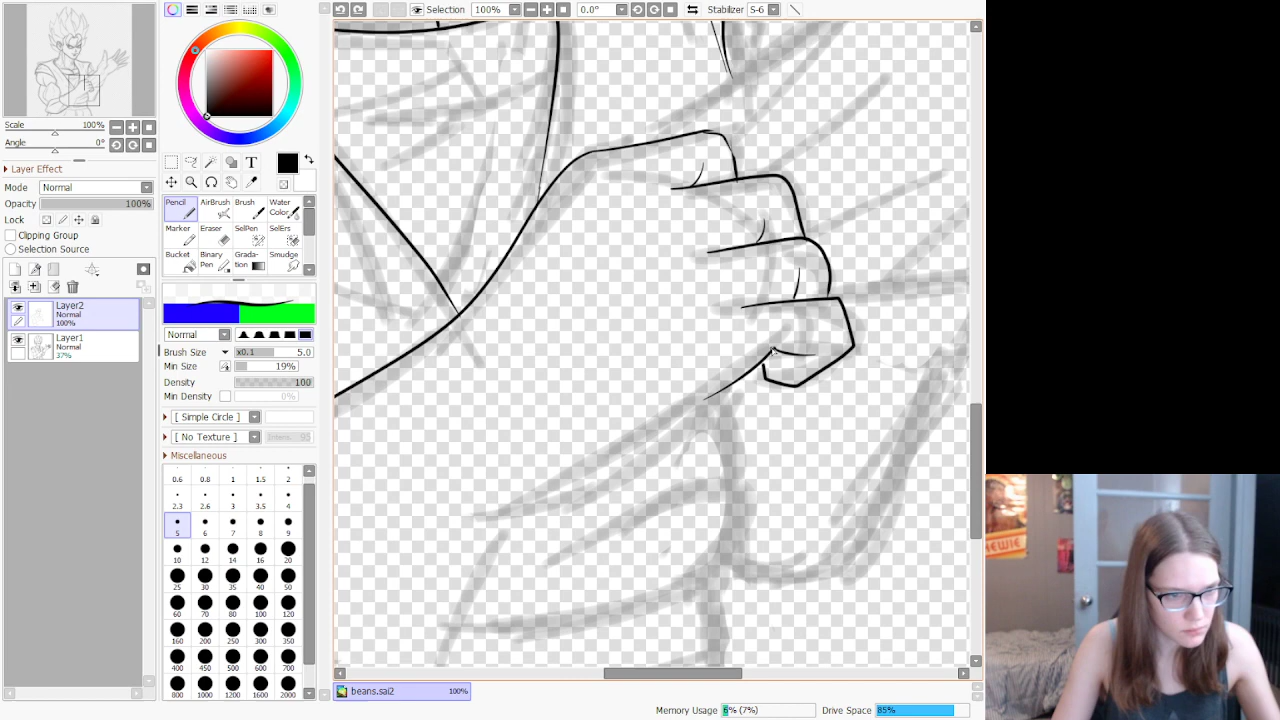 Selection 100% 0.0° Stabilizer S-6
Scale 100%
Angle 0°
Layer Effect
Mode Normal
Opacity 100%
Lock
Clipping Group
Selection Source
Layer2
Normal
100%
Layer1
Normal
37%
T
Pencil AirBrush Brush Water Color
Marker Eraser SelPen SelErs
Bucket Binary Pen Grada-tion Smudge
Normal
Brush Size x0.1 5.0
Min Size 19%
Density 100
Min Density 0%
[ Simple Circle ]
[ No Texture ] 95
Miscellaneous
0.6 0.8 1 1.5 2
2.3 2.6 3 3.5 4
5 6 7 8 9
10 12 14 16 20
25 30 35 40 50
60 70 80 100 120
160 200 250 300 350
400 450 500 600 700
800 1000 1200 1600 2000
beans.sai2 100%
Memory Usage 6% (7%) Drive Space 85%